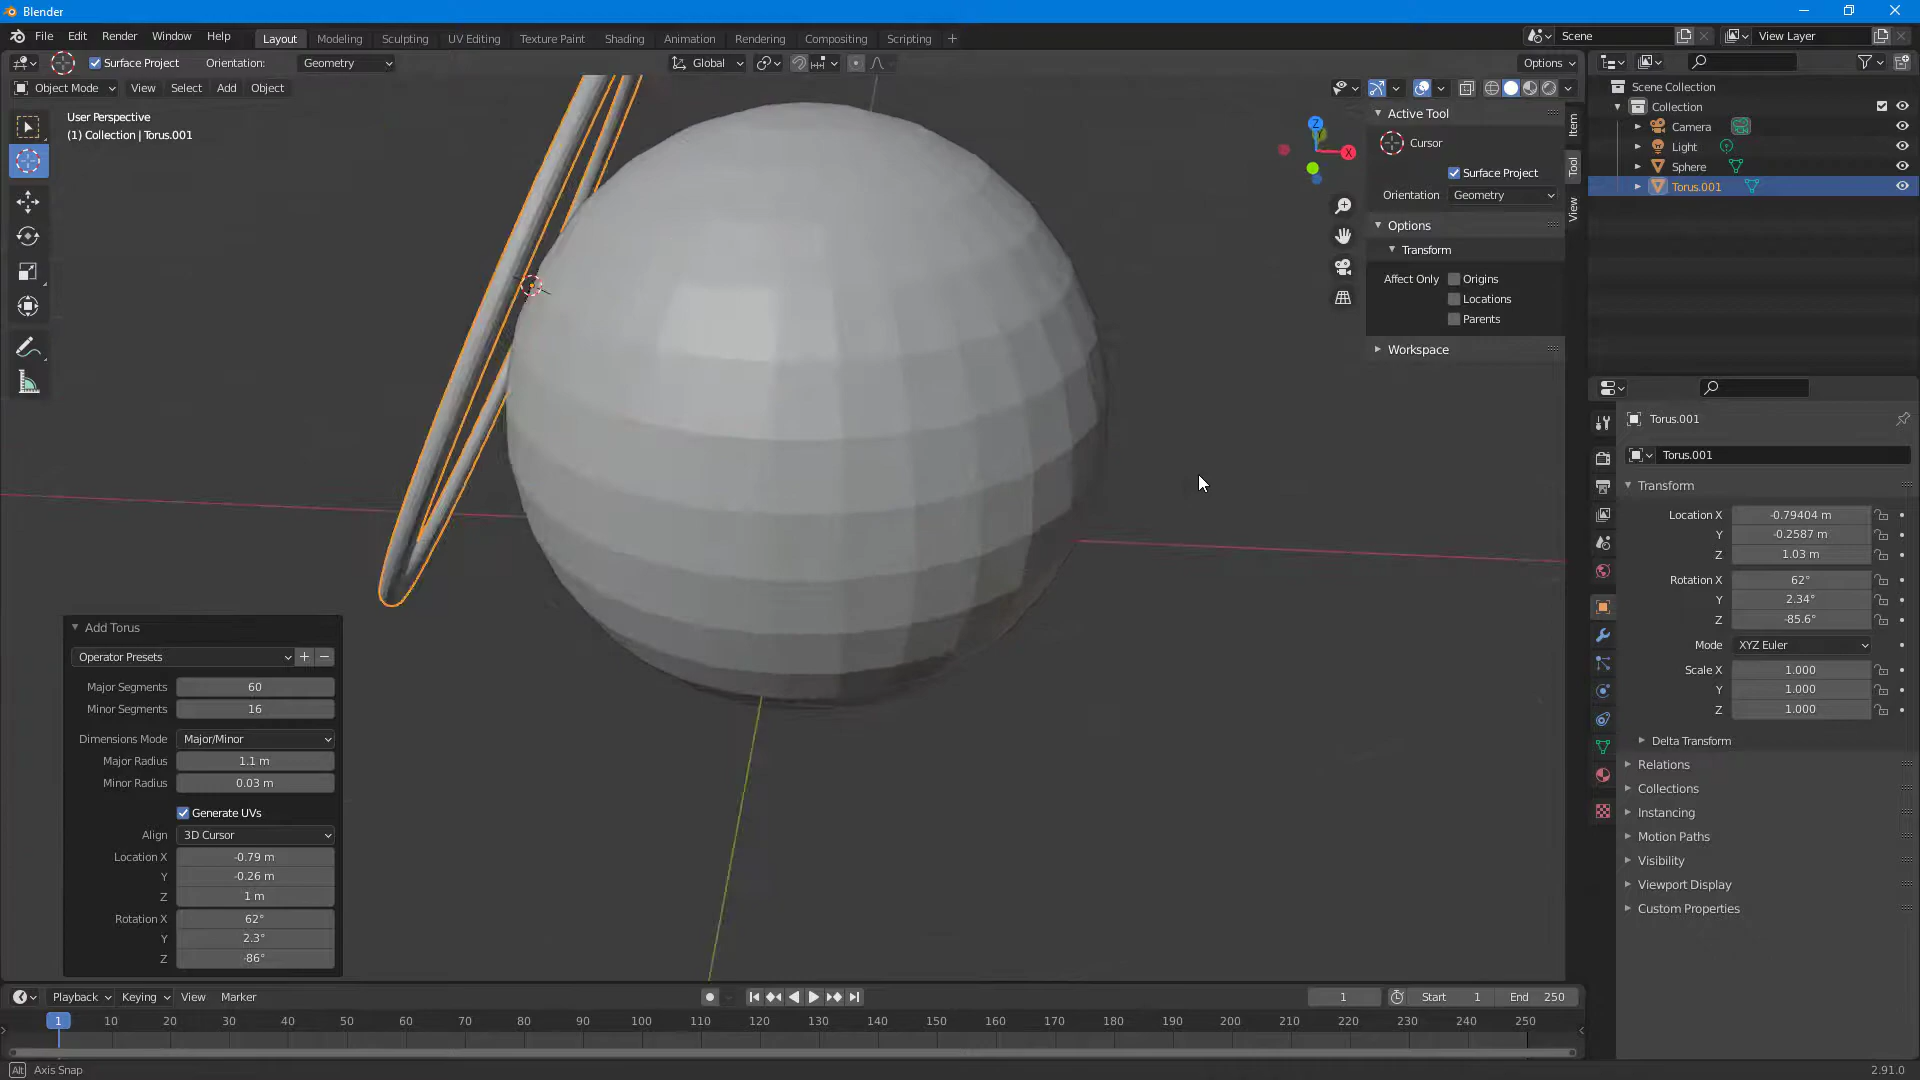 Blender
File Edit Render Window Help
Layout Modeling Sculpting UV Editing Texture Paint Shading Animation Rendering Compositing Scripting +
Scene
View Layer
Surface Project Orientation: Geometry
Global
Options
Object Mode View Select Add Object
User Perspective
(1) Collection | Torus.001
Z
X
Active Tool
Cursor
Surface Project
Orientation Geometry
Options
Transform
Affect Only Origins
Locations
Parents
Workspace
Item
Tool
View
Scene Collection
Collection
Camera
Light
Sphere
Torus.001
Torus.001
Torus.001
Transform
Location X -0.79404 m
Y -0.2587 m
Z 1.03 m
Rotation X 62°
Y 2.34°
Z -85.6°
Mode XYZ Euler
Scale X 1.000
Y 1.000
Z 1.000
Delta Transform
Relations
Collections
Instancing
Motion Paths
Visibility
Viewport Display
Custom Properties
Add Torus
Operator Presets
Major Segments 60
Minor Segments 16
Dimensions Mode Major/Minor
Major Radius 1.1 m
Minor Radius 0.03 m
Generate UVs
Align 3D Cursor
Location X -0.79 m
Y -0.26 m
Z 1 m
Rotation X 62°
Y 2.3°
Z -86°
Playback Keying View Marker
1 Start 1 End 250
1 10 20 30 40 50 60 70 80 90 100 110 120 130 140 150 160 170 180 190 200 210 220 230 240 250
Alt Axis Snap
2.91.0